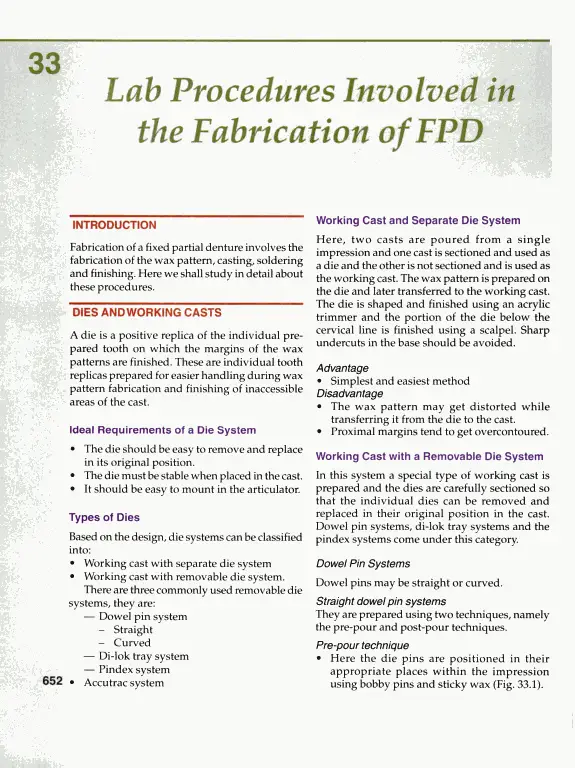 33
Lab Procedures Involved in
the Fabrication of FPD
INTRODUCTION
Fabrication of a fixed partial denture involves the
fabrication of the wax pattern, casting, soldering
and finishing. Here we shall study in detail about
these procedures.
DIES AND WORKING CASTS
A die is a positive replica of the individual pre-
pared tooth on which the margins of the wax
patterns are finished. These are individual tooth
replicas prepared for easier handling during wax
pattern fabrication and finishing of inaccessible
areas of the cast.
Ideal Requirements of a Die System
• The die should be easy to remove and replace
in its original position.
• The die must be stable when placed in the cast.
• It should be easy to mount in the articulator.
Types of Dies
Based on the design, die systems can be classified
into:
• Working cast with separate die system
• Working cast with removable die system.
There are three commonly used removable die
systems, they are:
— Dowel pin system
– Straight
– Curved
— Di-lok tray system
— Pindex system
• Accutrac system
652
Working Cast and Separate Die System
Here, two casts are poured from a single
impression and one cast is sectioned and used as
a die and the other is not sectioned and is used as
the working cast. The wax pattern is prepared on
the die and later transferred to the working cast.
The die is shaped and finished using an acrylic
trimmer and the portion of the die below the
cervical line is finished using a scalpel. Sharp
undercuts in the base should be avoided.
Advantage
• Simplest and easiest method
Disadvantage
• The wax pattern may get distorted while
transferring it from the die to the cast.
• Proximal margins tend to get overcontoured.
Working Cast with a Removable Die System
In this system a special type of working cast is
prepared and the dies are carefully sectioned so
that the individual dies can be removed and
replaced in their original position in the cast.
Dowel pin systems, di-lok tray systems and the
pindex systems come under this category.
Dowel Pin Systems
Dowel pins may be straight or curved.
Straight dowel pin systems
They are prepared using two techniques, namely
the pre-pour and post-pour techniques.
Pre-pour technique
• Here the die pins are positioned in their
appropriate places within the impression
using bobby pins and sticky wax (Fig. 33.1).